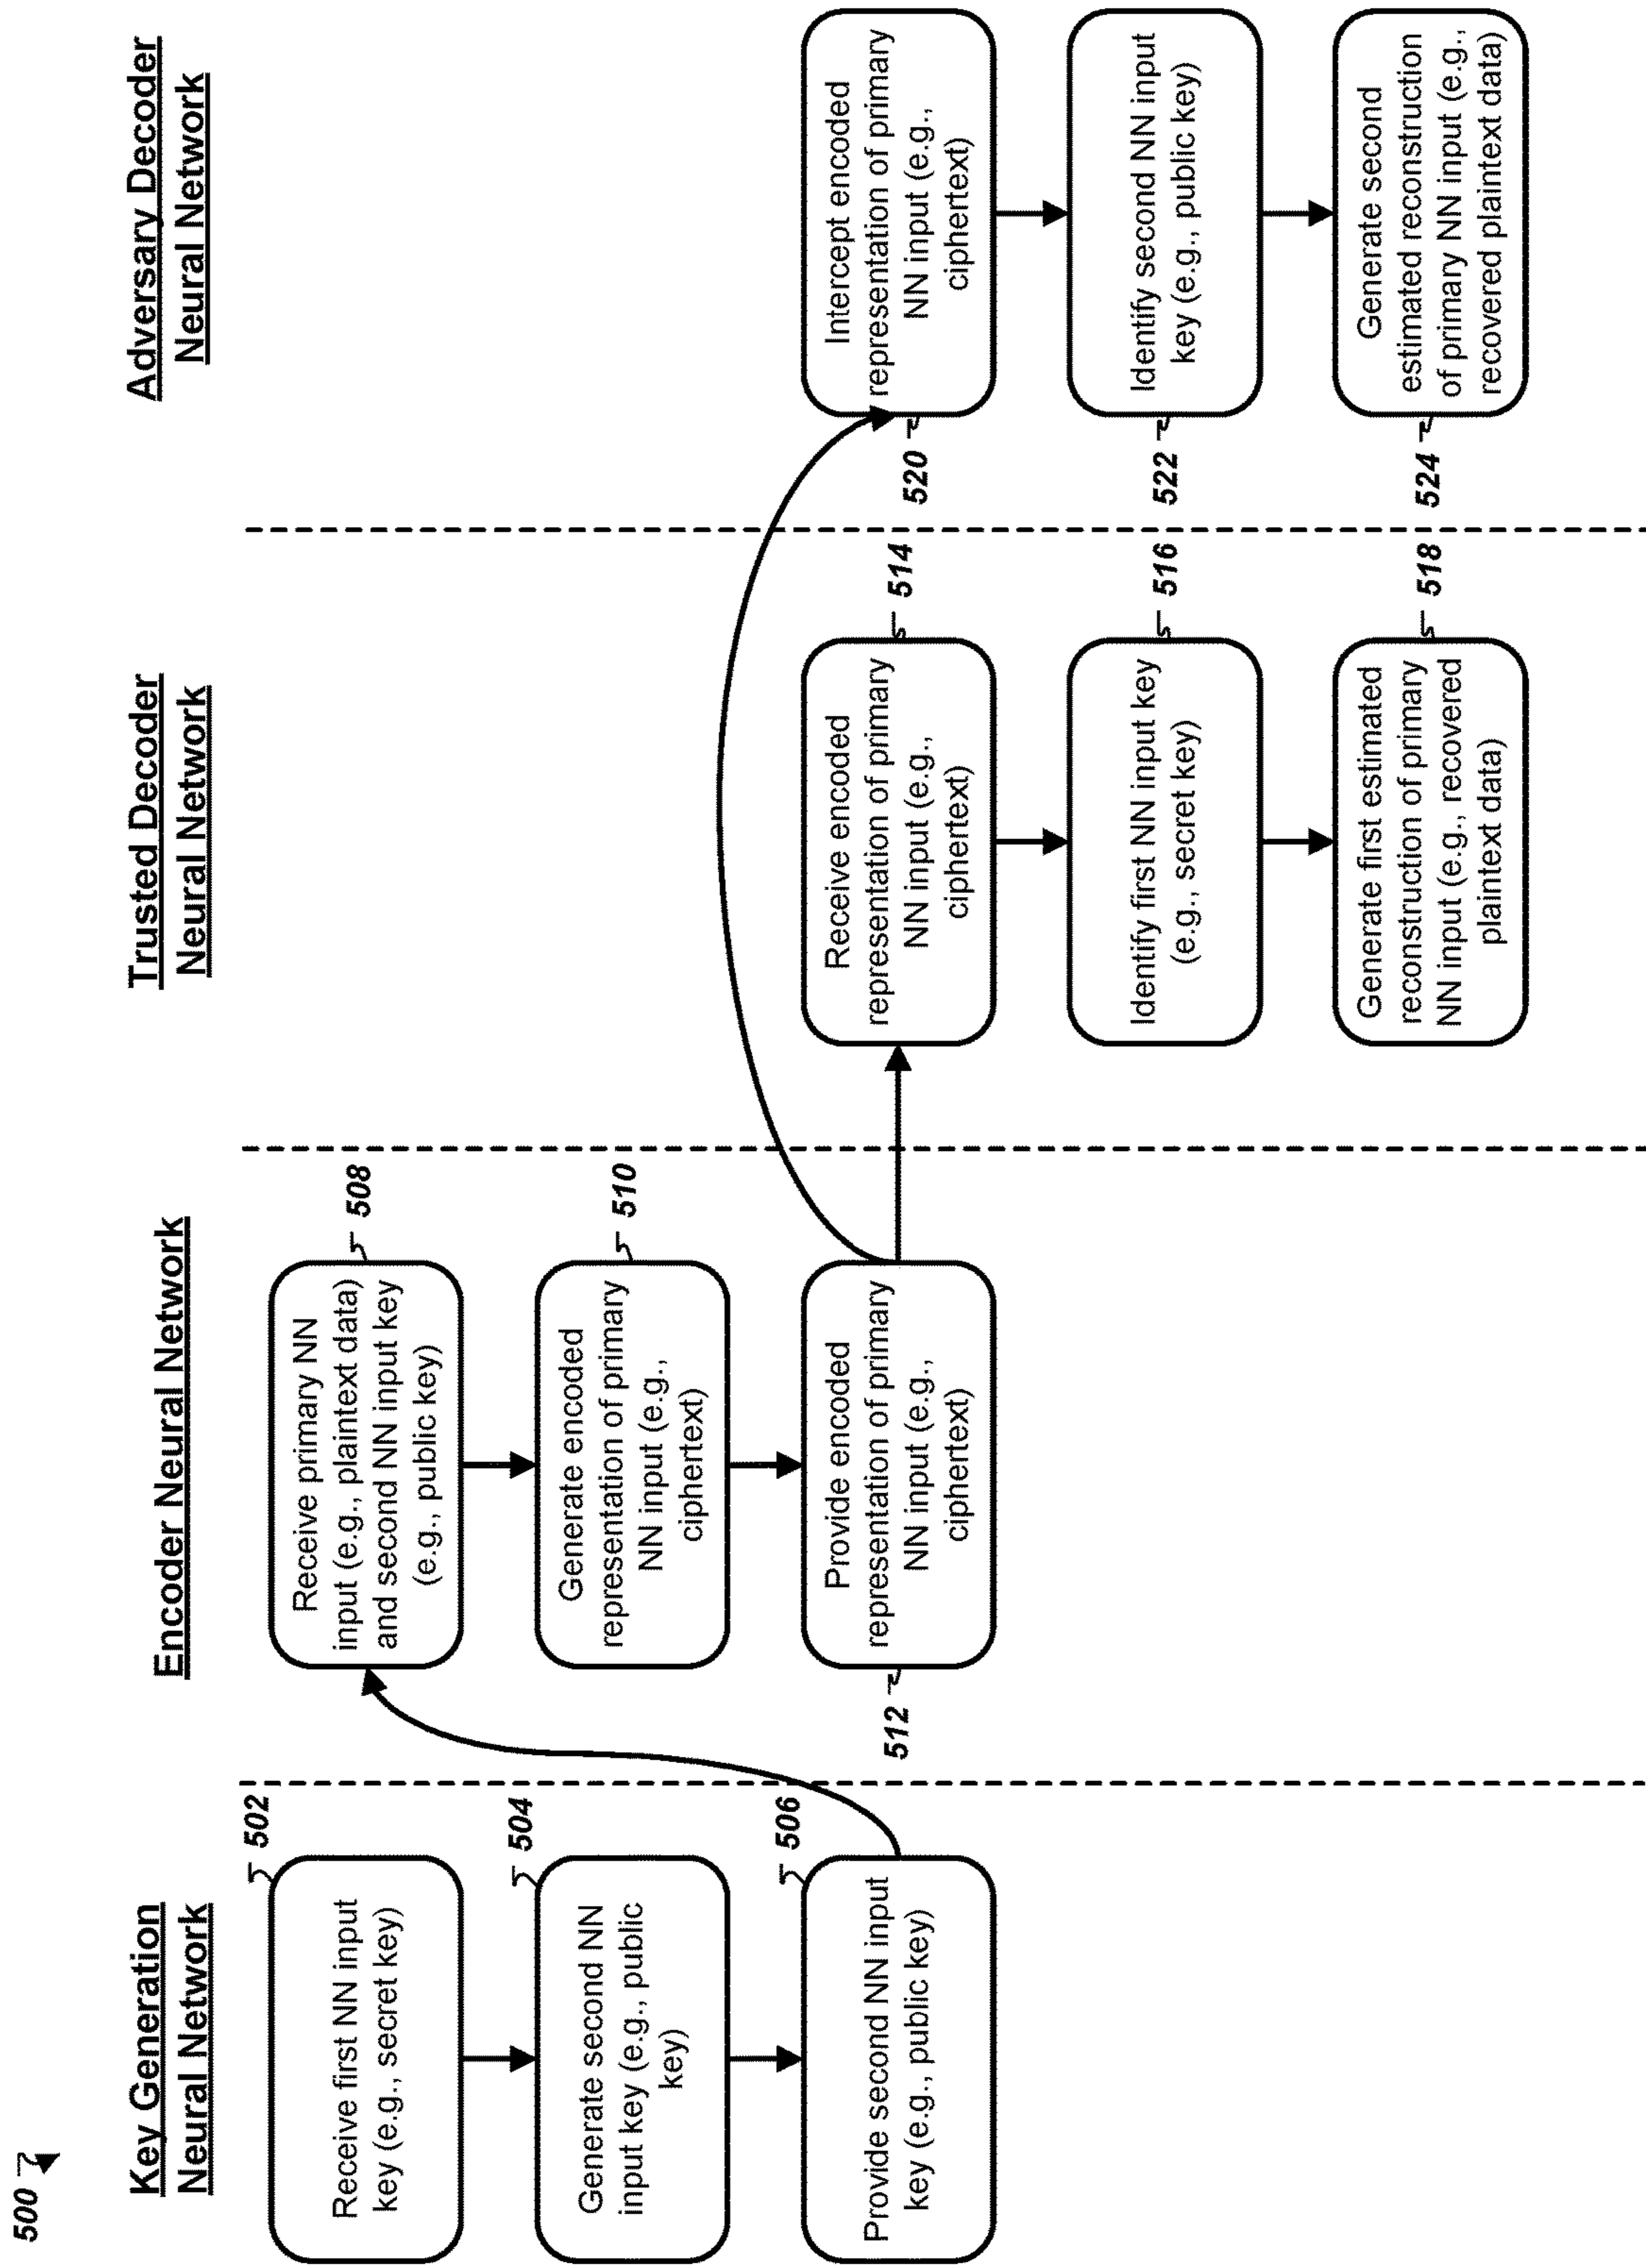 500
Key Generation
Neural Network
Encoder Neural Network
Trusted Decoder
Neural Network
Adversary Decoder
Neural Network
502
Receive first NN input
key (e.g., secret key)
504
Generate second NN
input key (e.g., public
key)
506
Provide second NN input
key (e.g., public key)
508
Receive primary NN
input (e.g., plaintext data)
and second NN input key
(e.g., public key)
510
Generate encoded
representation of primary
NN input (e.g.,
ciphertext)
512
Provide encoded
representation of primary
NN input (e.g.,
ciphertext)
514
Receive encoded
representation of primary
NN input (e.g.,
ciphertext)
516
Identify first NN input key
(e.g., secret key)
518
Generate first estimated
reconstruction of primary
NN input (e.g., recovered
plaintext data)
520
Intercept encoded
representation of primary
NN input (e.g.,
ciphertext)
522
Identify second NN input
key (e.g., public key)
524
Generate second
estimated reconstruction
of primary NN input (e.g.,
recovered plaintext data)